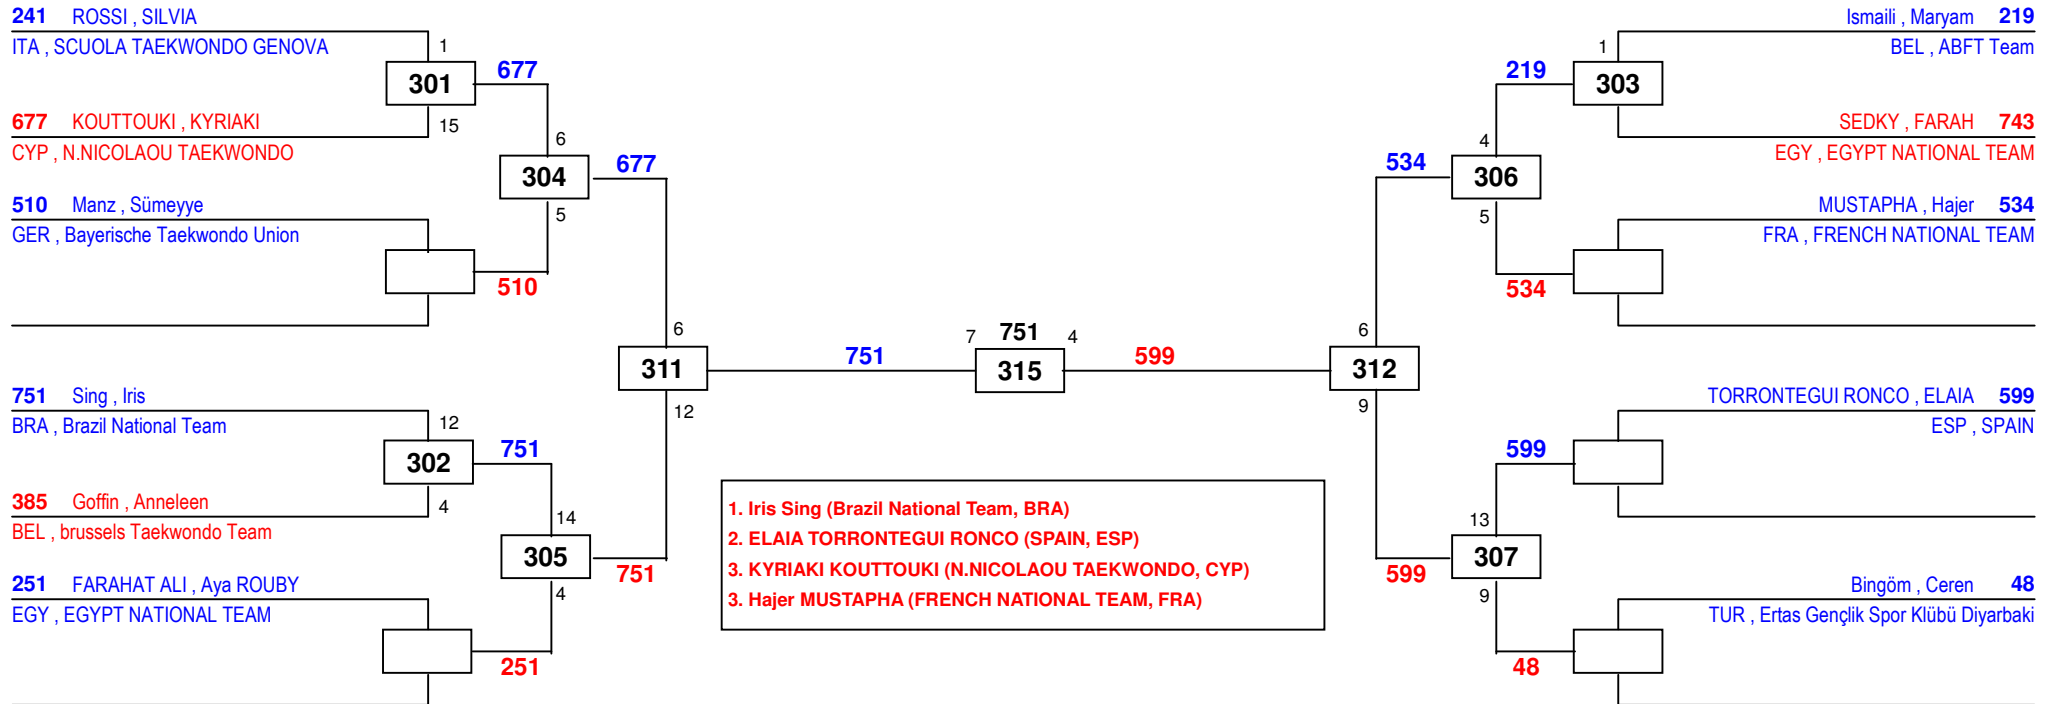 241 ROSSI , SILVIA
ITA , SCUOLA TAEKWONDO GENOVA
1
301
677
15
677 KOUTTOUKI , KYRIAKI
CYP , N.NICOLAOU TAEKWONDO
6
304
677
5
510 Manz , Sümeyye
GER , Bayerische Taekwondo Union
510
6
311
751
12
751 Sing , Iris
BRA , Brazil National Team
12
302
751
4
385 Goffin , Anneleen
BEL , brussels Taekwondo Team
14
305
751
4
251 FARAHAT ALI , Aya ROUBY
EGY , EGYPT NATIONAL TEAM
251
7 751 4
315
1. Iris Sing (Brazil National Team, BRA)
2. ELAIA TORRONTEGUI RONCO (SPAIN, ESP)
3. KYRIAKI KOUTTOUKI (N.NICOLAOU TAEKWONDO, CYP)
3. Hajer MUSTAPHA (FRENCH NATIONAL TEAM, FRA)
Ismaili , Maryam 219
BEL , ABFT Team
1
219
303
SEDKY , FARAH 743
EGY , EGYPT NATIONAL TEAM
4
534
306
5
MUSTAPHA , Hajer 534
FRA , FRENCH NATIONAL TEAM
534
6
599
312
9
TORRONTEGUI RONCO , ELAIA 599
ESP , SPAIN
599
13
307
599
9
Bingöm , Ceren 48
TUR , Ertas Gençlik Spor Klübü Diyarbaki
48